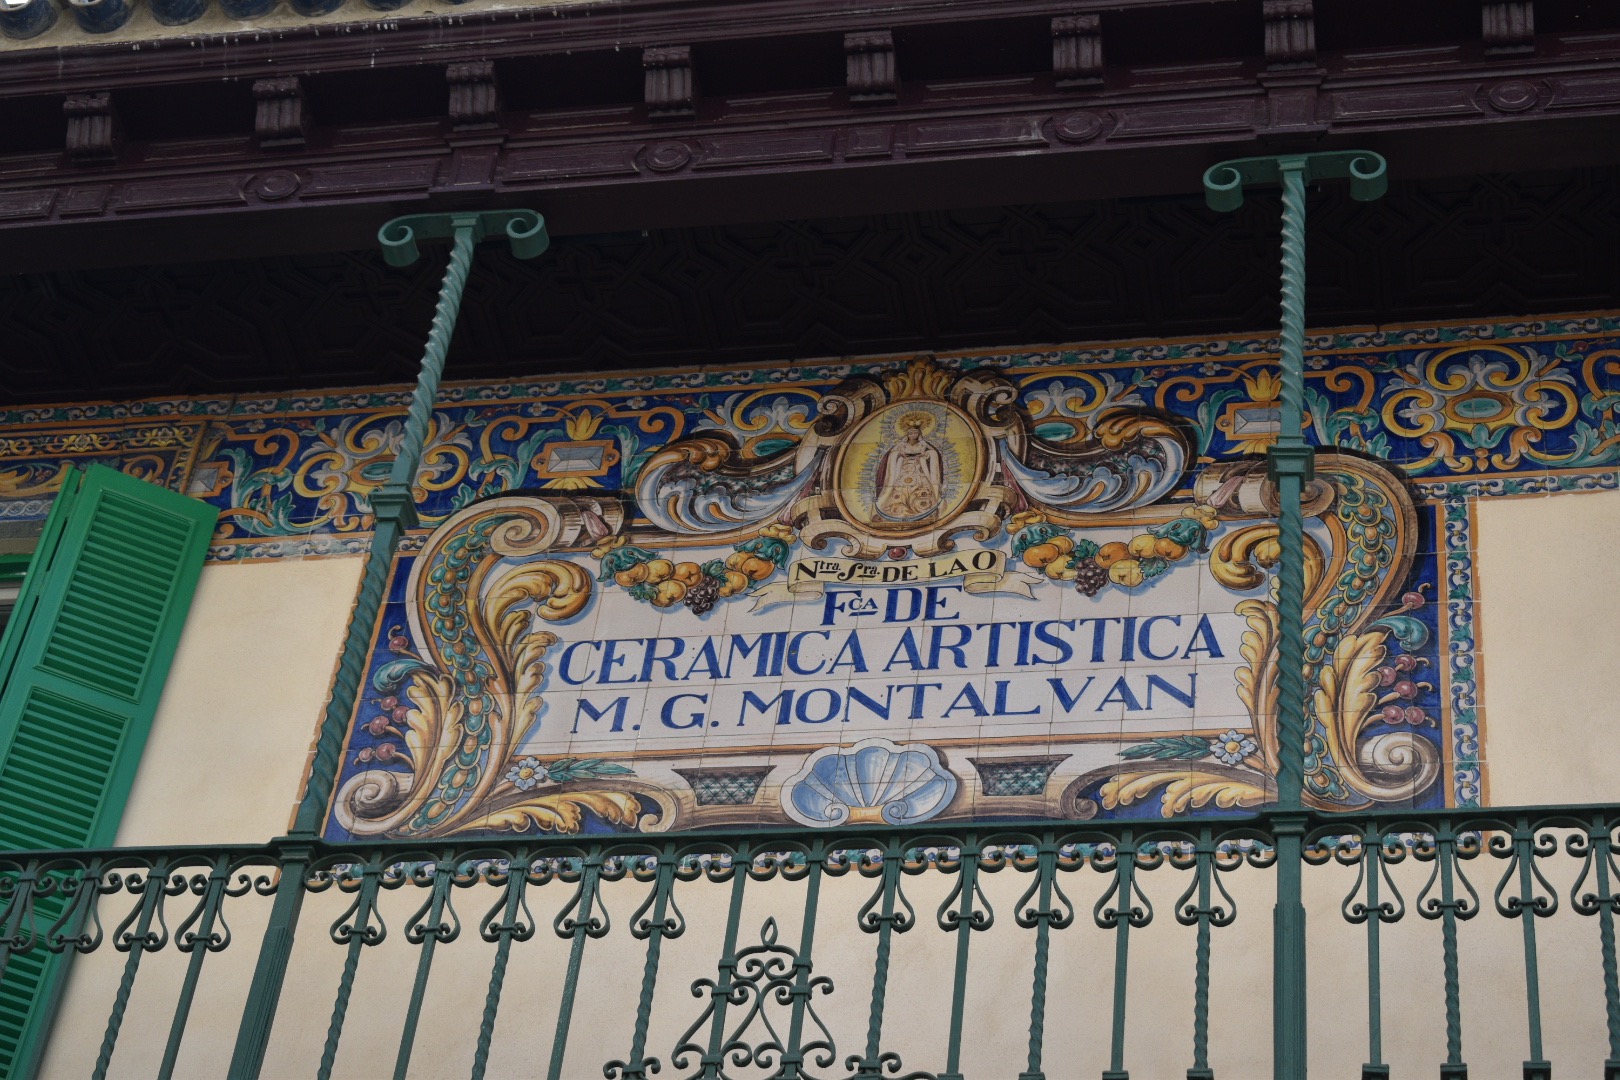 Ntra. Sra. DE LA O
FCA DE
CERAMICA ARTISTICA
M. G. MONTALVAN